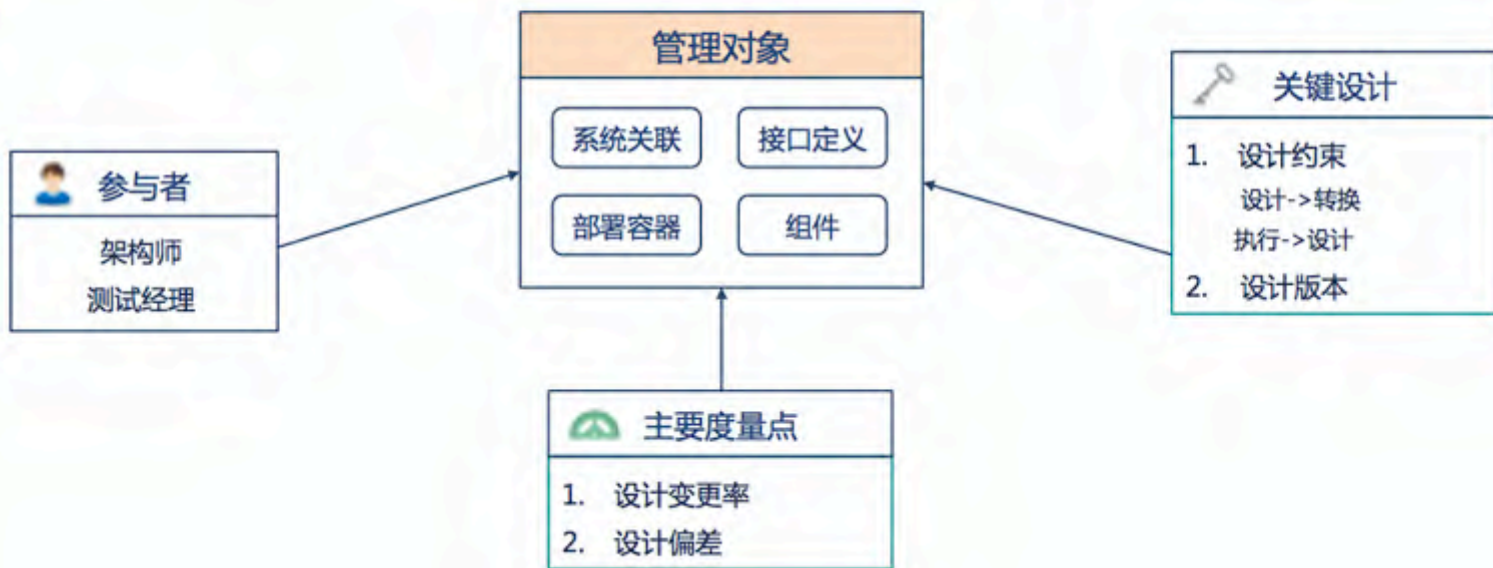 管理对象
系统关联 接口定义
部署容器 组件
参与者
架构师
测试经理
关键设计
1. 设计约束
设计->转换
执行->设计
2. 设计版本
主要度量点
1. 设计变更率
2. 设计偏差